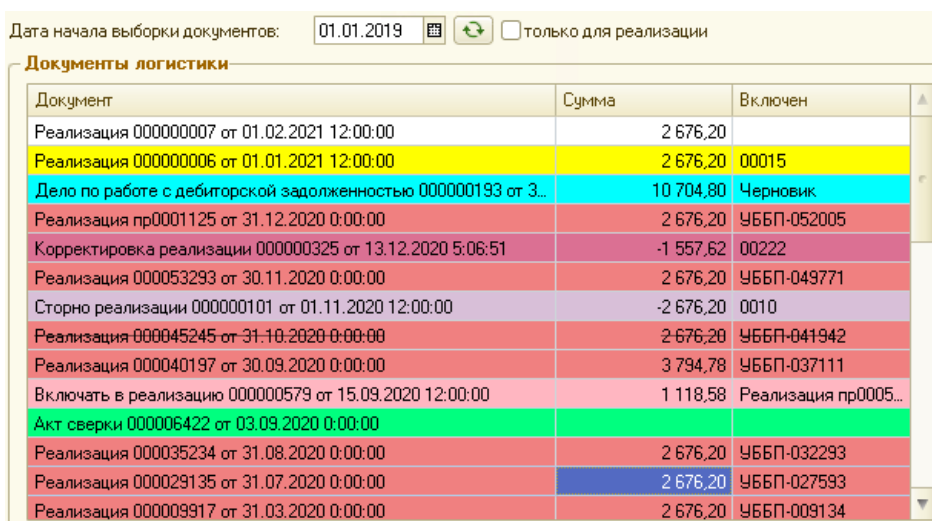 Дата начала выборки документов: 01.01.2019 только для реализации
Документы логистики
Документ Сумма Включен
Реализация 000000007 от 01.02.2021 12:00:00 2 676,20
Реализация 000000006 от 01.01.2021 12:00:00 2 676,20 00015
Дело по работе с дебиторской задолженностью 000000193 от 3... 10 704,80 Черновик
Реализация пр0001125 от 31.12.2020 0:00:00 2 676,20 УББП-052005
Корректировка реализации 000000325 от 13.12.2020 5:06:51 -1 557,62 00222
Реализация 000053293 от 30.11.2020 0:00:00 2 676,20 УББП-049771
Сторно реализации 000000101 от 01.11.2020 12:00:00 -2 676,20 0010
Реализация 000045245 от 31.10.2020 0:00:00 2 676,20 УББП-041942
Реализация 000040197 от 30.09.2020 0:00:00 3 794,78 УББП-037111
Включать в реализацию 000000579 от 15.09.2020 12:00:00 1 118,58 Реализация пр0005...
Акт сверки 000006422 от 03.09.2020 0:00:00
Реализация 000035234 от 31.08.2020 0:00:00 2 676,20 УББП-032293
Реализация 000029135 от 31.07.2020 0:00:00 2 676,20 УББП-027593
Реализация 000009917 от 31.03.2020 0:00:00 2 676,20 УББП-009134